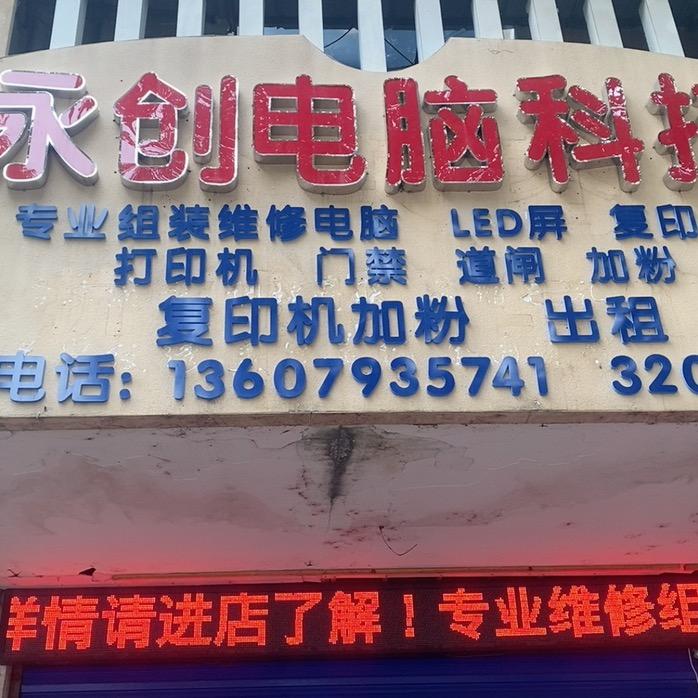 永创电脑科技
专业组装维修电脑 LED屏 复印
打印机 门禁 道闸 加粉
复印机加粉 出租
电话: 13607935741 320
详情请进店了解！专业维修组